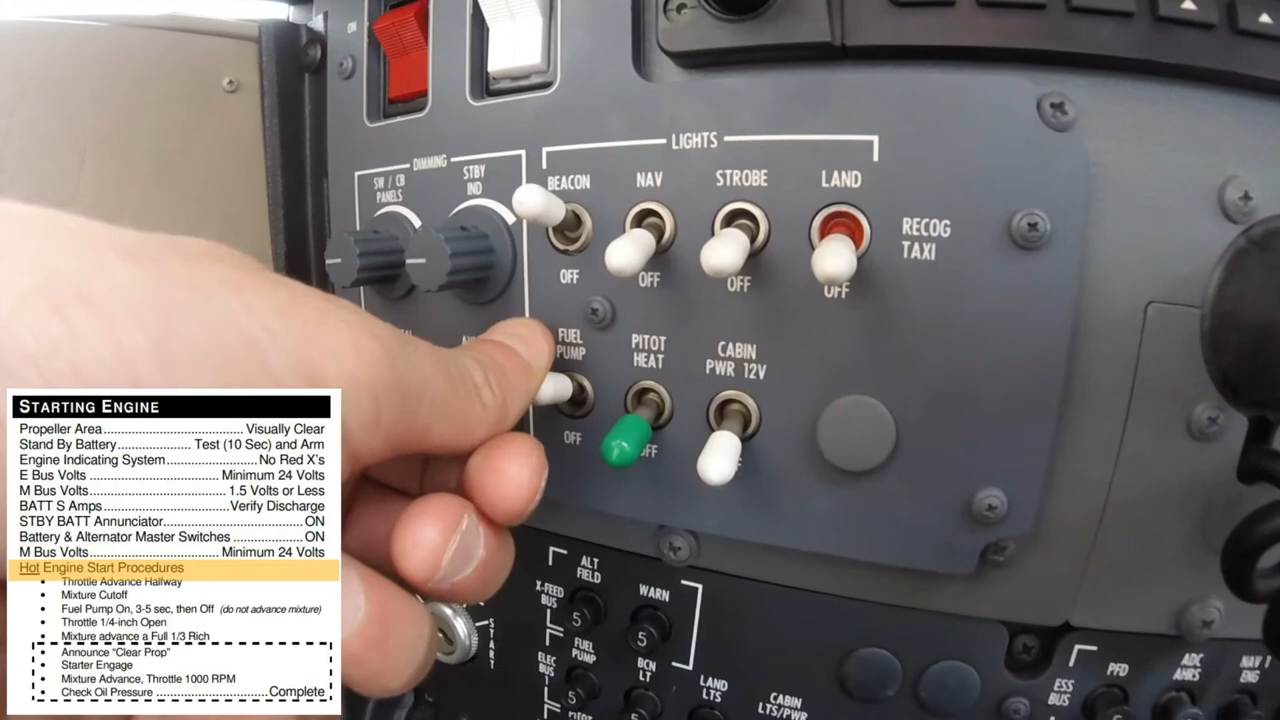 ON
LIGHTS
DIMMING
SW / CB
PANELS
STBY
IND
BEACON
NAV
STROBE
LAND
RECOG
TAXI
OFF
OFF
OFF
OFF
FUEL
PUMP
PITOT
HEAT
CABIN
PWR 12V
OFF
STARTING ENGINE
Propeller Area Visually Clear
Stand By Battery Test (10 Sec) and Arm
Engine Indicating System No Red X's
E Bus Volts Minimum 24 Volts
M Bus Volts 1.5 Volts or Less
BATT S Amps Verify Discharge
STBY BATT Annunciator ON
Battery & Alternator Master Switches ON
M Bus Volts Minimum 24 Volts
Hot Engine Start Procedures
• Throttle Advance Halfway
• Mixture Cutoff
• Fuel Pump On, 3-5 sec, then Off (do not advance mixture)
• Throttle 1/4-inch Open
• Mixture advance a Full 1/3 Rich
• Announce “Clear Prop”
• Starter Engage
• Mixture Advance, Throttle 1000 RPM
• Check Oil Pressure Complete
START
ALT
FIELD
WARN
X-FEED
BUS
5
5
FUEL
PUMP
ELEC
BUS
BCN
LT
LAND
LTS
CABIN
LTS/PWR
5
5
PITOT
ESS
BUS
PFD
ADC
AHRS
NAV 1
ENG